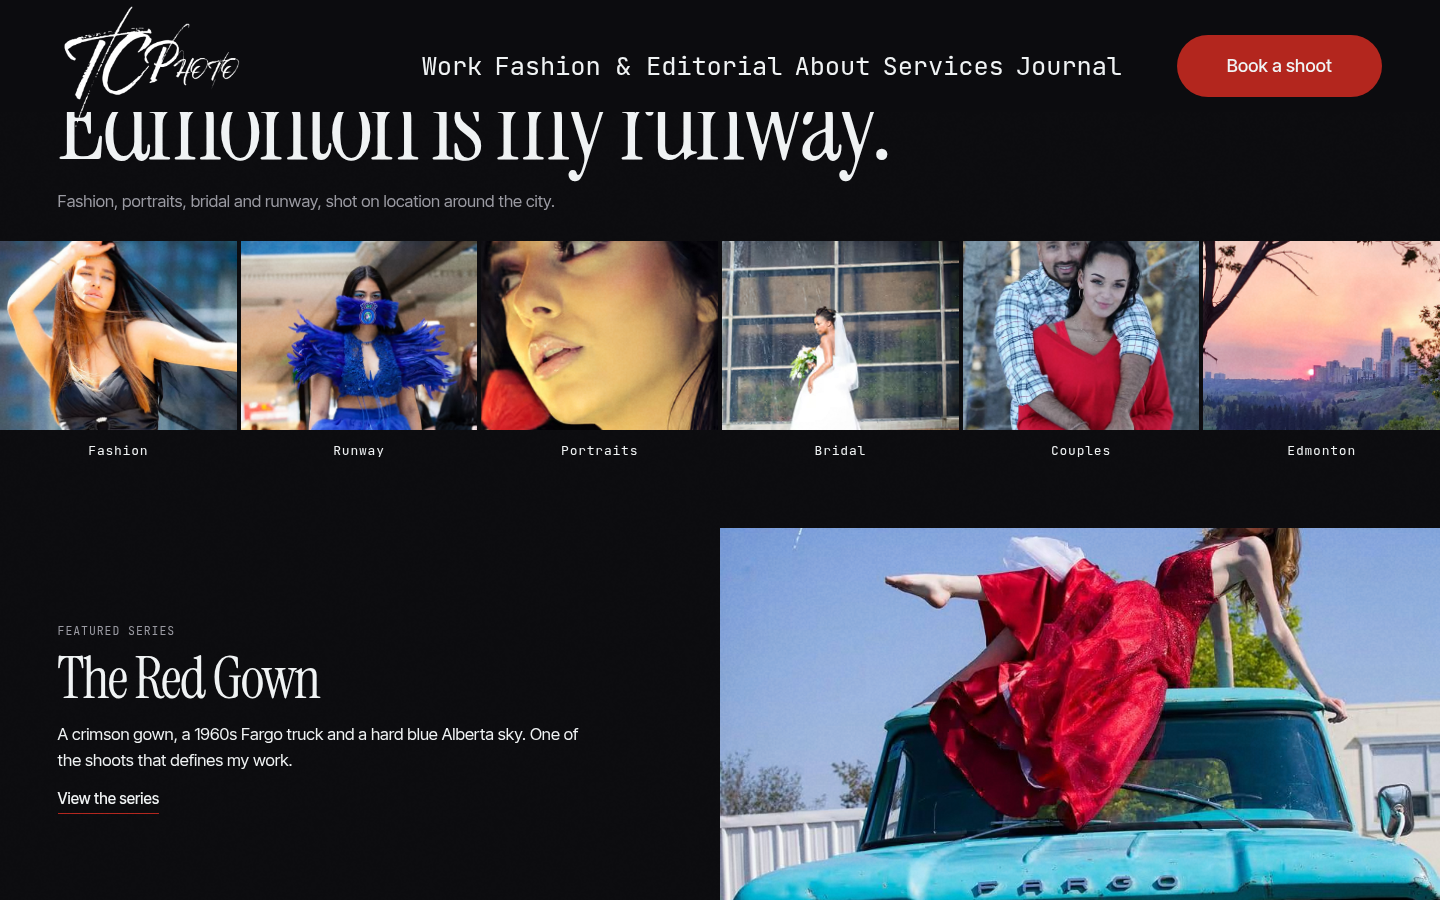 TCPHOTO
Work Fashion & Editorial About Services Journal
Book a shoot
Edmonton is my runway.
Fashion, portraits, bridal and runway, shot on location around the city.
Fashion
Runway
Portraits
Bridal
Couples
Edmonton
FEATURED SERIES
The Red Gown
A crimson gown, a 1960s Fargo truck and a hard blue Alberta sky. One of
the shoots that defines my work.
View the series
FARGO